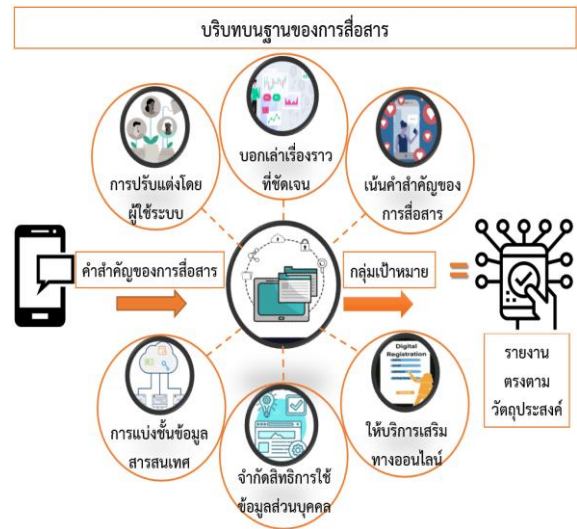 บริบทบนฐานของการสื่อสาร
การปรับแต่งโดย
ผู้ใช้ระบบ
บอกเล่าเรื่องราว
ที่ชัดเจน
เน้นคำสำคัญของ
การสื่อสาร
คำสำคัญของการสื่อสาร
กลุ่มเป้าหมาย
=
รายงาน
ตรงตาม
วัตถุประสงค์
การแบ่งชั้นข้อมูล
สารสนเทศ
จำกัดสิทธิการใช้
ข้อมูลส่วนบุคคล
Digital
Registration
ให้บริการเสริม
ทางออนไลน์